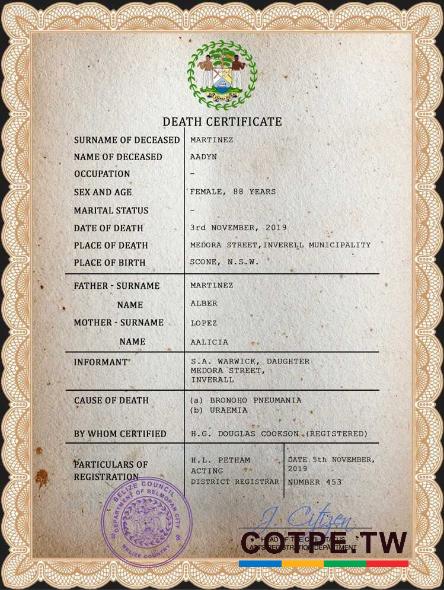 DEATH CERTIFICATE
SURNAME OF DECEASED MARTINEZ
NAME OF DECEASED AADYN
OCCUPATION -
SEX AND AGE FEMALE, 88 YEARS
MARITAL STATUS -
DATE OF DEATH 3rd NOVEMBER, 2019
PLACE OF DEATH MEDORA STREET, INVERELL MUNICIPALITY
PLACE OF BIRTH SCONE, N.S.W.
FATHER - SURNAME MARTINEZ
NAME ALBER
MOTHER - SURNAME LOPEZ
NAME AALICIA
INFORMANT S.A. WARWICK, DAUGHTER
MEDORA STREET,
INVERALL
CAUSE OF DEATH (a) BRONOHO PNEUMANIA
(b) URAEMIA
BY WHOM CERTIFIED H.G. DOUGLAS COOKSON (REGISTERED)
PARTICULARS OF REGISTRATION
H.L. PETHAM
ACTING
DISTRICT REGISTRAR
DATE 5th NOVEMBER,
2019
NUMBER 453
BELIZE COUNCIL
DEPARTMENT OF BELMOPAN CITY
BELIZE COUNTRY
J. Citizen
COTPE.TW